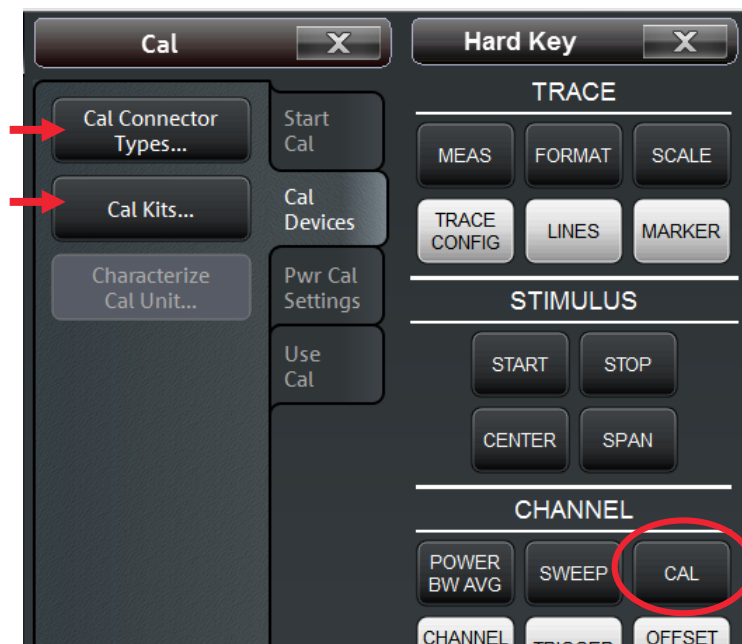 Cal X
Cal Connector
Types...
Cal Kits...
Characterize
Cal Unit...
Start
Cal
Cal
Devices
Pwr Cal
Settings
Use
Cal
Hard Key X
TRACE
MEAS FORMAT SCALE
TRACE
CONFIG
LINES MARKER
STIMULUS
START STOP
CENTER SPAN
CHANNEL
POWER
BW AVG
SWEEP CAL
CHANNEL TRIGGER OFFSET